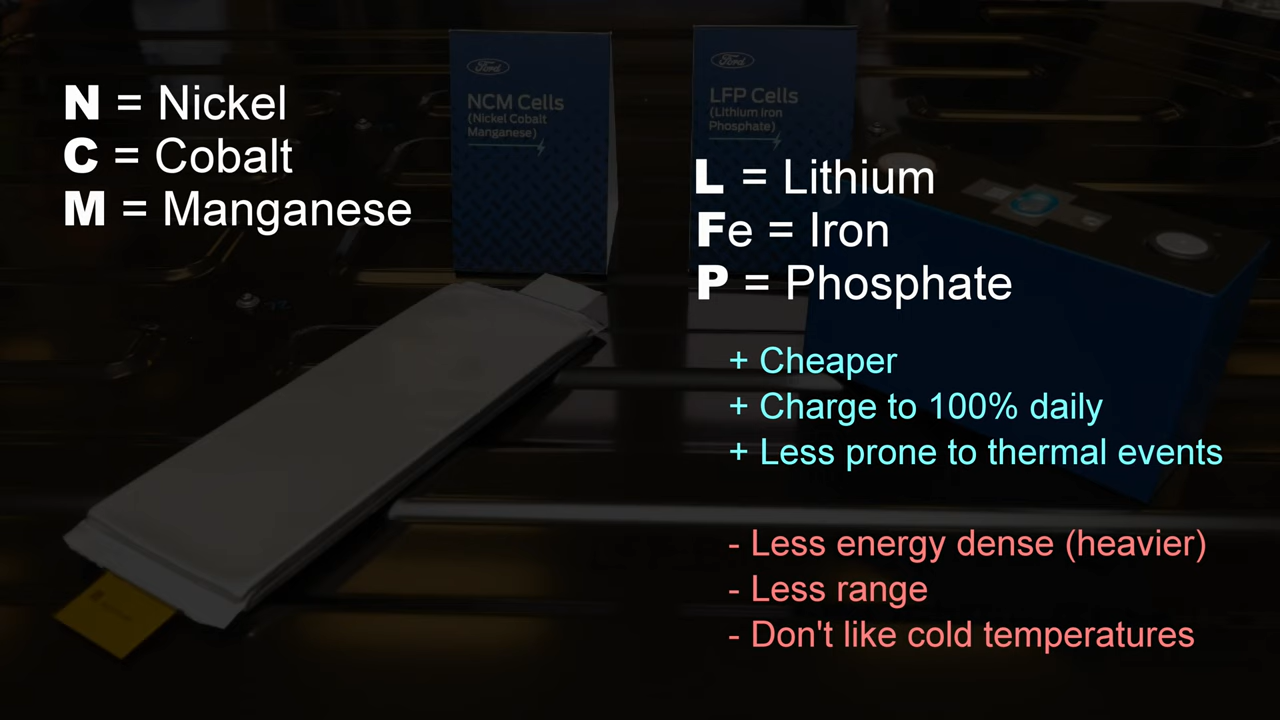 Ford
NCM Cells
(Nickel Cobalt
Manganese)
Ford
LFP Cells
(Lithium Iron
Phosphate)
N = Nickel
C = Cobalt
M = Manganese
L = Lithium
Fe = Iron
P = Phosphate
+ Cheaper
+ Charge to 100% daily
+ Less prone to thermal events
- Less energy dense (heavier)
- Less range
- Don't like cold temperatures